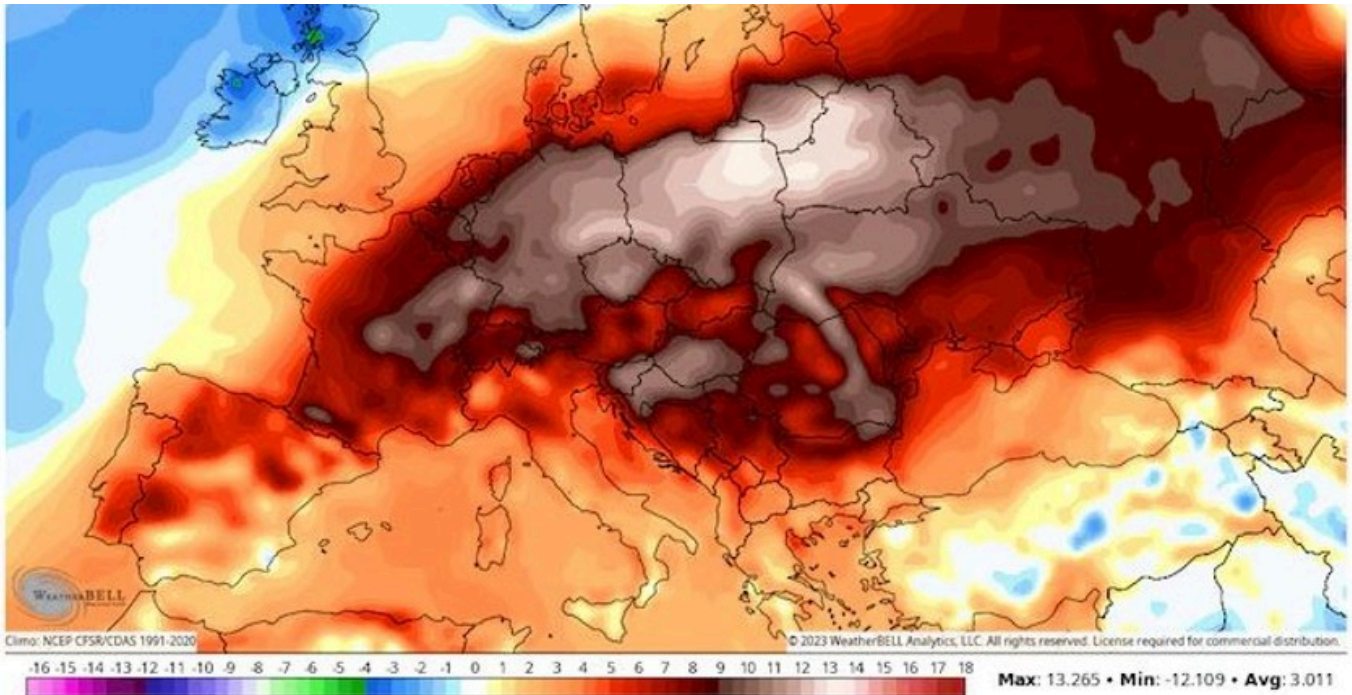 WEATHERBELL
Climo: NCEP CFSR/CDAS 1991-2020
© 2023 WeatherBELL Analytics, LLC. All rights reserved. License required for commercial distribution.
-16 -15 -14 -13 -12 -11 -10 -9 -8 -7 -6 -5 -4 -3 -2 -1 0 1 2 3 4 5 6 7 8 9 10 11 12 13 14 15 16 17 18
Max: 13.265 • Min: -12.109 • Avg: 3.011